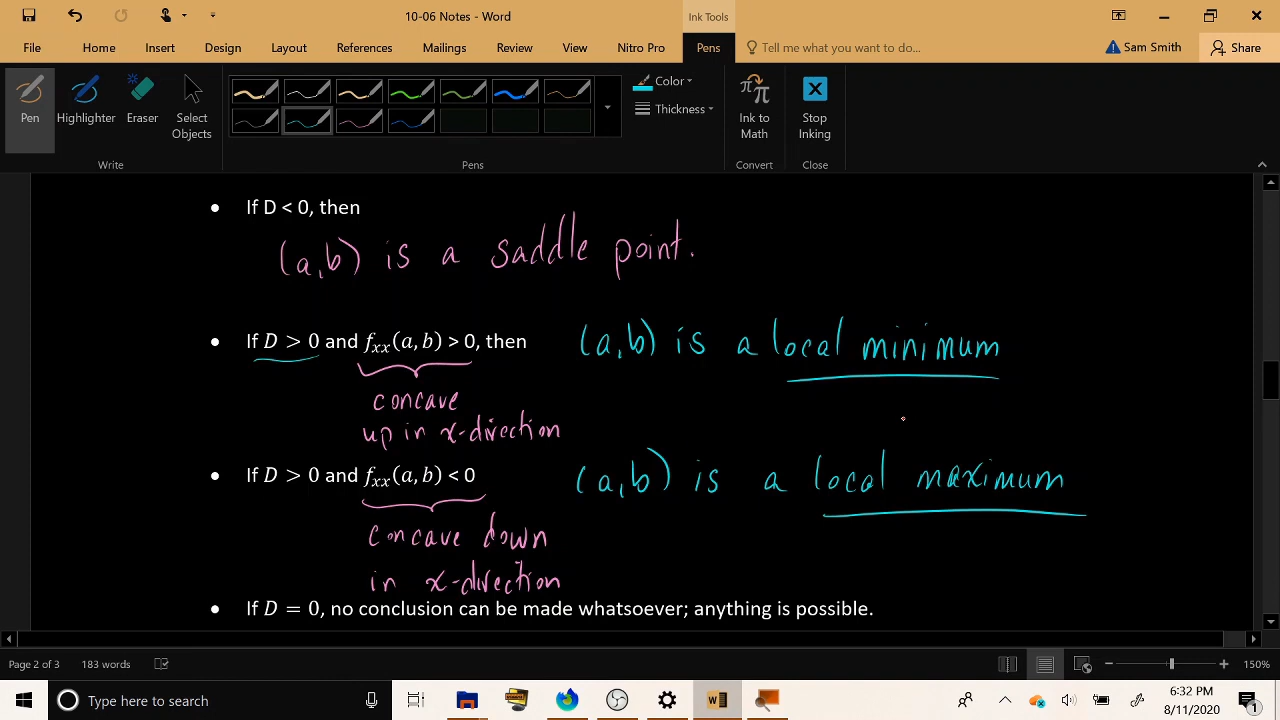 10-06 Notes - Word
Ink Tools
File Home Insert Design Layout References Mailings Review View Nitro Pro Pens Tell me what you want to do... Sam Smith Share
Pen Highlighter Eraser Select Objects
Color
Thickness
Ink to Math
Stop Inking
Write Pens Convert Close
• If D < 0, then
(a,b) is a saddle point.
• If D > 0 and fₓₓ(a, b) > 0, then (a,b) is a local minimum
concave
up in x-direction
• If D > 0 and fₓₓ(a, b) < 0 (a,b) is a local maximum
concave down
in x-direction
• If D = 0, no conclusion can be made whatsoever; anything is possible.
Page 2 of 3 183 words 150%
Type here to search
6:32 PM
8/11/2020
1